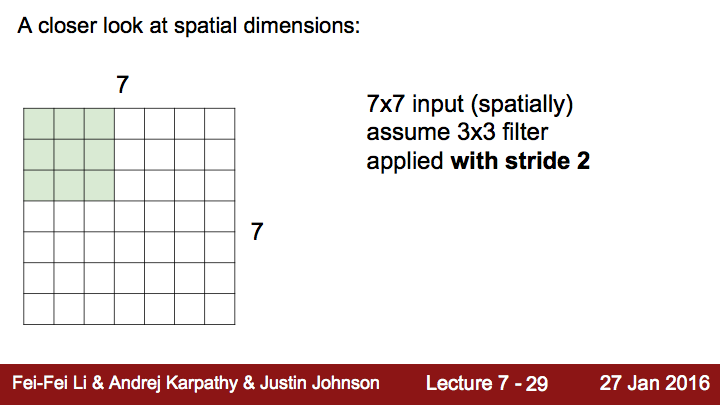 A closer look at spatial dimensions:
7
7x7 input (spatially)
assume 3x3 filter
applied with stride 2
7
Fei-Fei Li & Andrej Karpathy & Justin Johnson
Lecture 7 - 29
27 Jan 2016